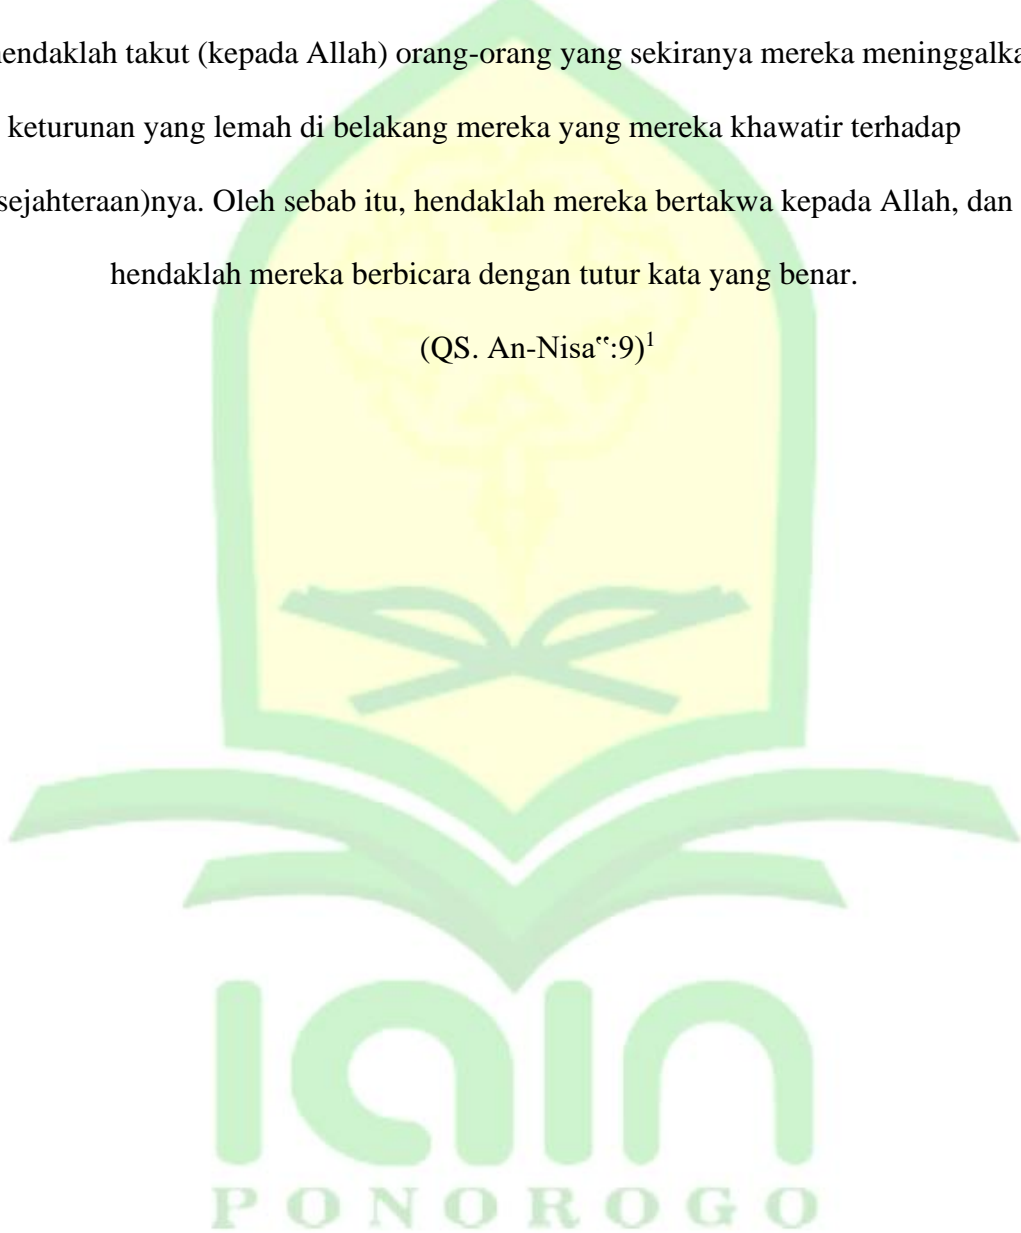 endaklah takut (kepada Allah) orang-orang yang sekiranya mereka meninggalka
keturunan yang lemah di belakang mereka yang mereka khawatir terhadap
sejahteraan)nya. Oleh sebab itu, hendaklah mereka bertakwa kepada Allah, dan
hendaklah mereka berbicara dengan tutur kata yang benar.
(QS. An-Nisa‟:9)1
iain
PONOROGO